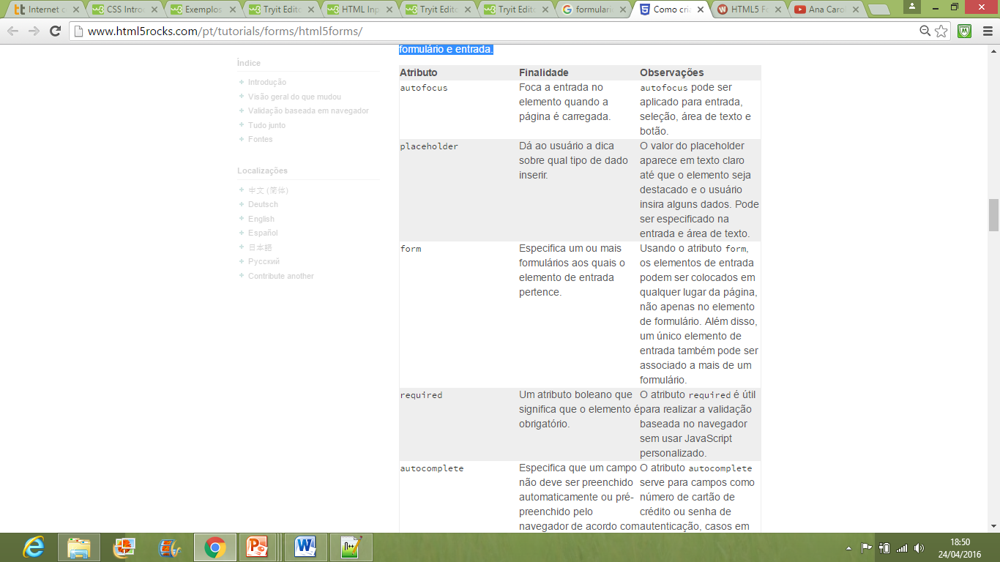 Internet c
CSS Introd
Exemplos
Tryit Edito
HTML Inp
Tryit Edito
Tryit Edito
formulario
Como cria
HTML5 Fo
Ana Caro
www.html5rocks.com/pt/tutorials/forms/html5forms/
formulário e entrada.
Índice
Introdução
Visão geral do que mudou
Validação baseada em navegador
Tudo junto
Fontes
Localizações
中文 (简体)
Deutsch
English
Español
日本語
Русский
Contribute another
Atributo Finalidade Observações
autofocus
Foca a entrada no
elemento quando a
página é carregada.
autofocus pode ser
aplicado para entrada,
seleção, área de texto e
botão.
placeholder
Dá ao usuário a dica
sobre qual tipo de dado
inserir.
O valor do placeholder
aparece em texto claro
até que o elemento seja
destacado e o usuário
insira alguns dados. Pode
ser especificado na
entrada e área de texto.
form
Especifica um ou mais
formulários aos quais o
elemento de entrada
pertence.
Usando o atributo form,
os elementos de entrada
podem ser colocados em
qualquer lugar da página,
não apenas no elemento
de formulário. Além disso,
um único elemento de
entrada também pode ser
associado a mais de um
formulário.
required
Um atributo boleano que
significa que o elemento é
obrigatório.
O atributo required é útil
para realizar a validação
baseada no navegador
sem usar JavaScript
personalizado.
autocomplete
Especifica que um campo
não deve ser preenchido
automaticamente ou pré-
preenchido pelo
navegador de acordo com
O atributo autocomplete
serve para campos como
número de cartão de
crédito ou senha de
autenticação, casos em
18:50
24/04/2016